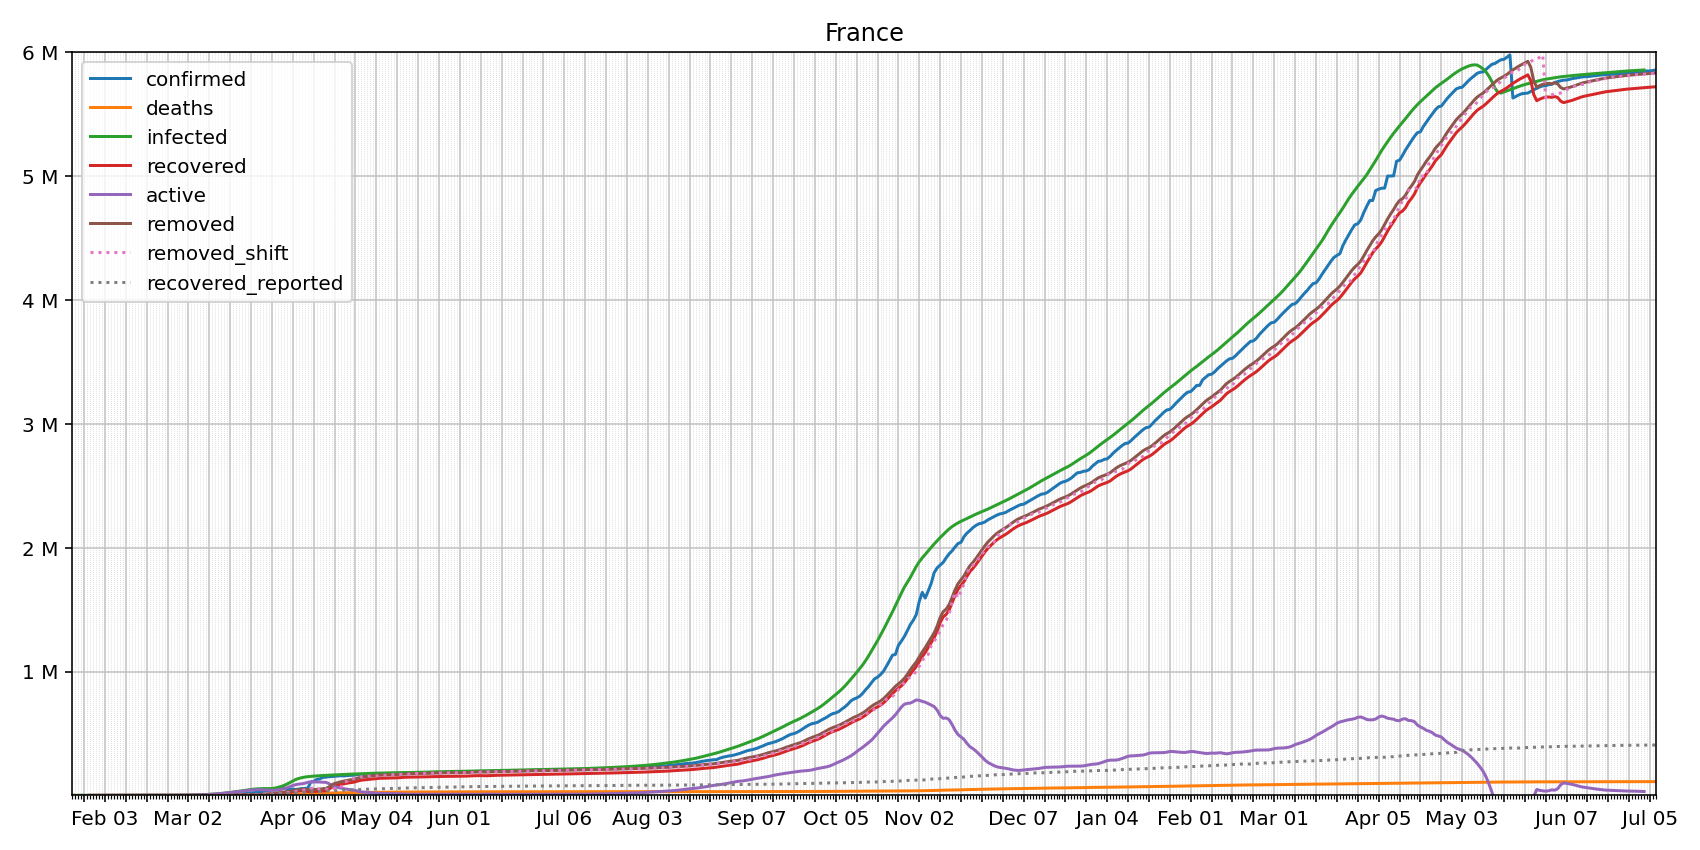 France
6 M
5 M
4 M
3 M
2 M
1 M
confirmed
deaths
infected
recovered
active
removed
removed_shift
recovered_reported
Feb 03 Mar 02 Apr 06 May 04 Jun 01 Jul 06 Aug 03 Sep 07 Oct 05 Nov 02 Dec 07 Jan 04 Feb 01 Mar 01 Apr 05 May 03 Jun 07 Jul 05